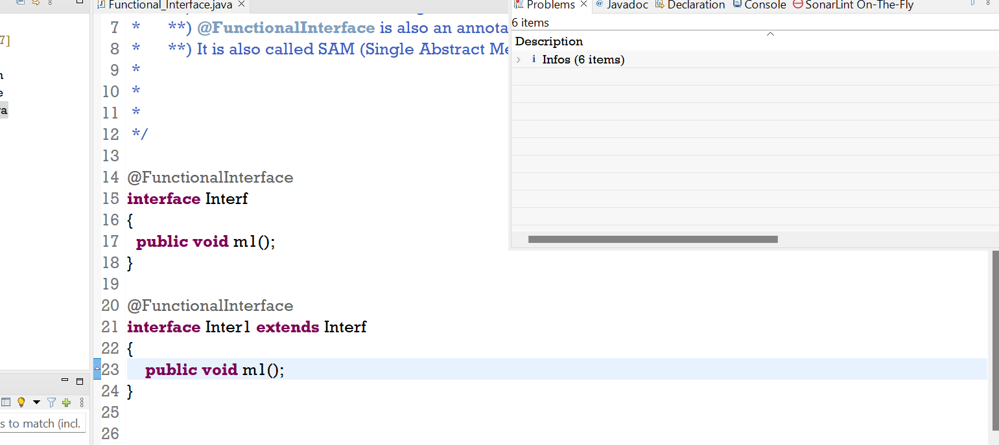 Functional_Interface.java
7 * **) @FunctionalInterface is also an annota
8 * **) It is also called SAM (Single Abstract Me
9 *
10 *
11 *
12 */
13
14 @FunctionalInterface
15 interface Interf
16 {
17 public void m1();
18 }
19
20 @FunctionalInterface
21 interface Inter1 extends Interf
22 {
23 public void m1();
24 }
25
26
Problems @ Javadoc Declaration Console SonarLint On-The-Fly
6 items
Description
i Infos (6 items)
7]
n
e
va
s to match (incl.